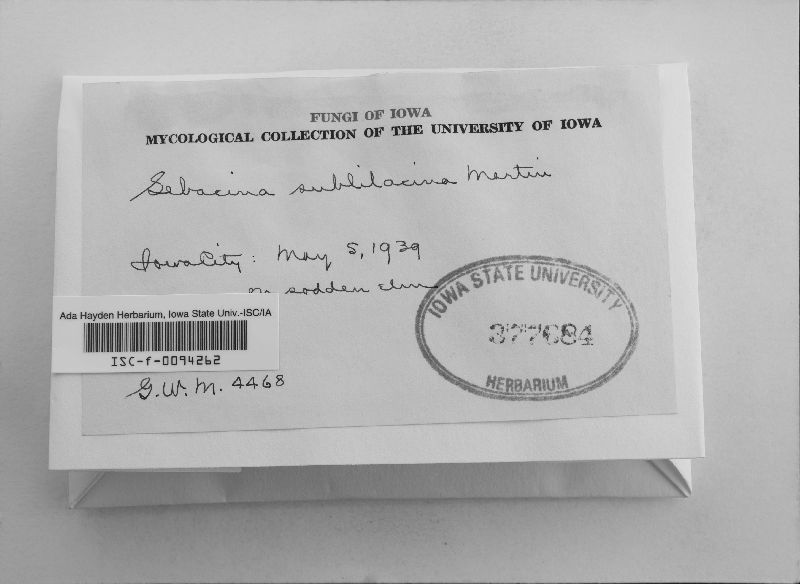 FUNGI OF IOWA
MYCOLOGICAL COLLECTION OF THE UNIVERSITY OF IOWA
Sebacina sublilacina Martin
Iowa City: May 5, 1939
on sodden elm
IOWA STATE UNIVERSITY
377684
HERBARIUM
Ada Hayden Herbarium, Iowa State Univ.-ISC/IA
ISC-f-0094262
G.W.M. 4468